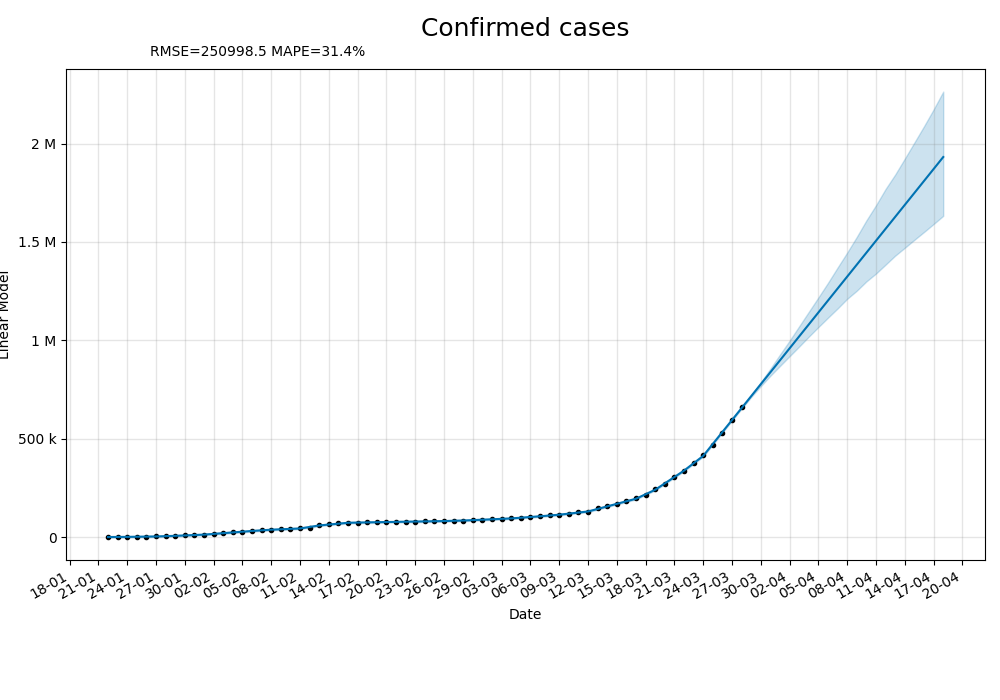 Confirmed cases
RMSE=250998.5 MAPE=31.4%
2 M
1.5 M
1 M
500 k
0
Linear Model
18-01 21-01 24-01 27-01 30-01 02-02 05-02 08-02 11-02 14-02 17-02 20-02 23-02 26-02 29-02 03-03 06-03 09-03 12-03 15-03 18-03 21-03 24-03 27-03 30-03 02-04 05-04 08-04 11-04 14-04 17-04 20-04
Date